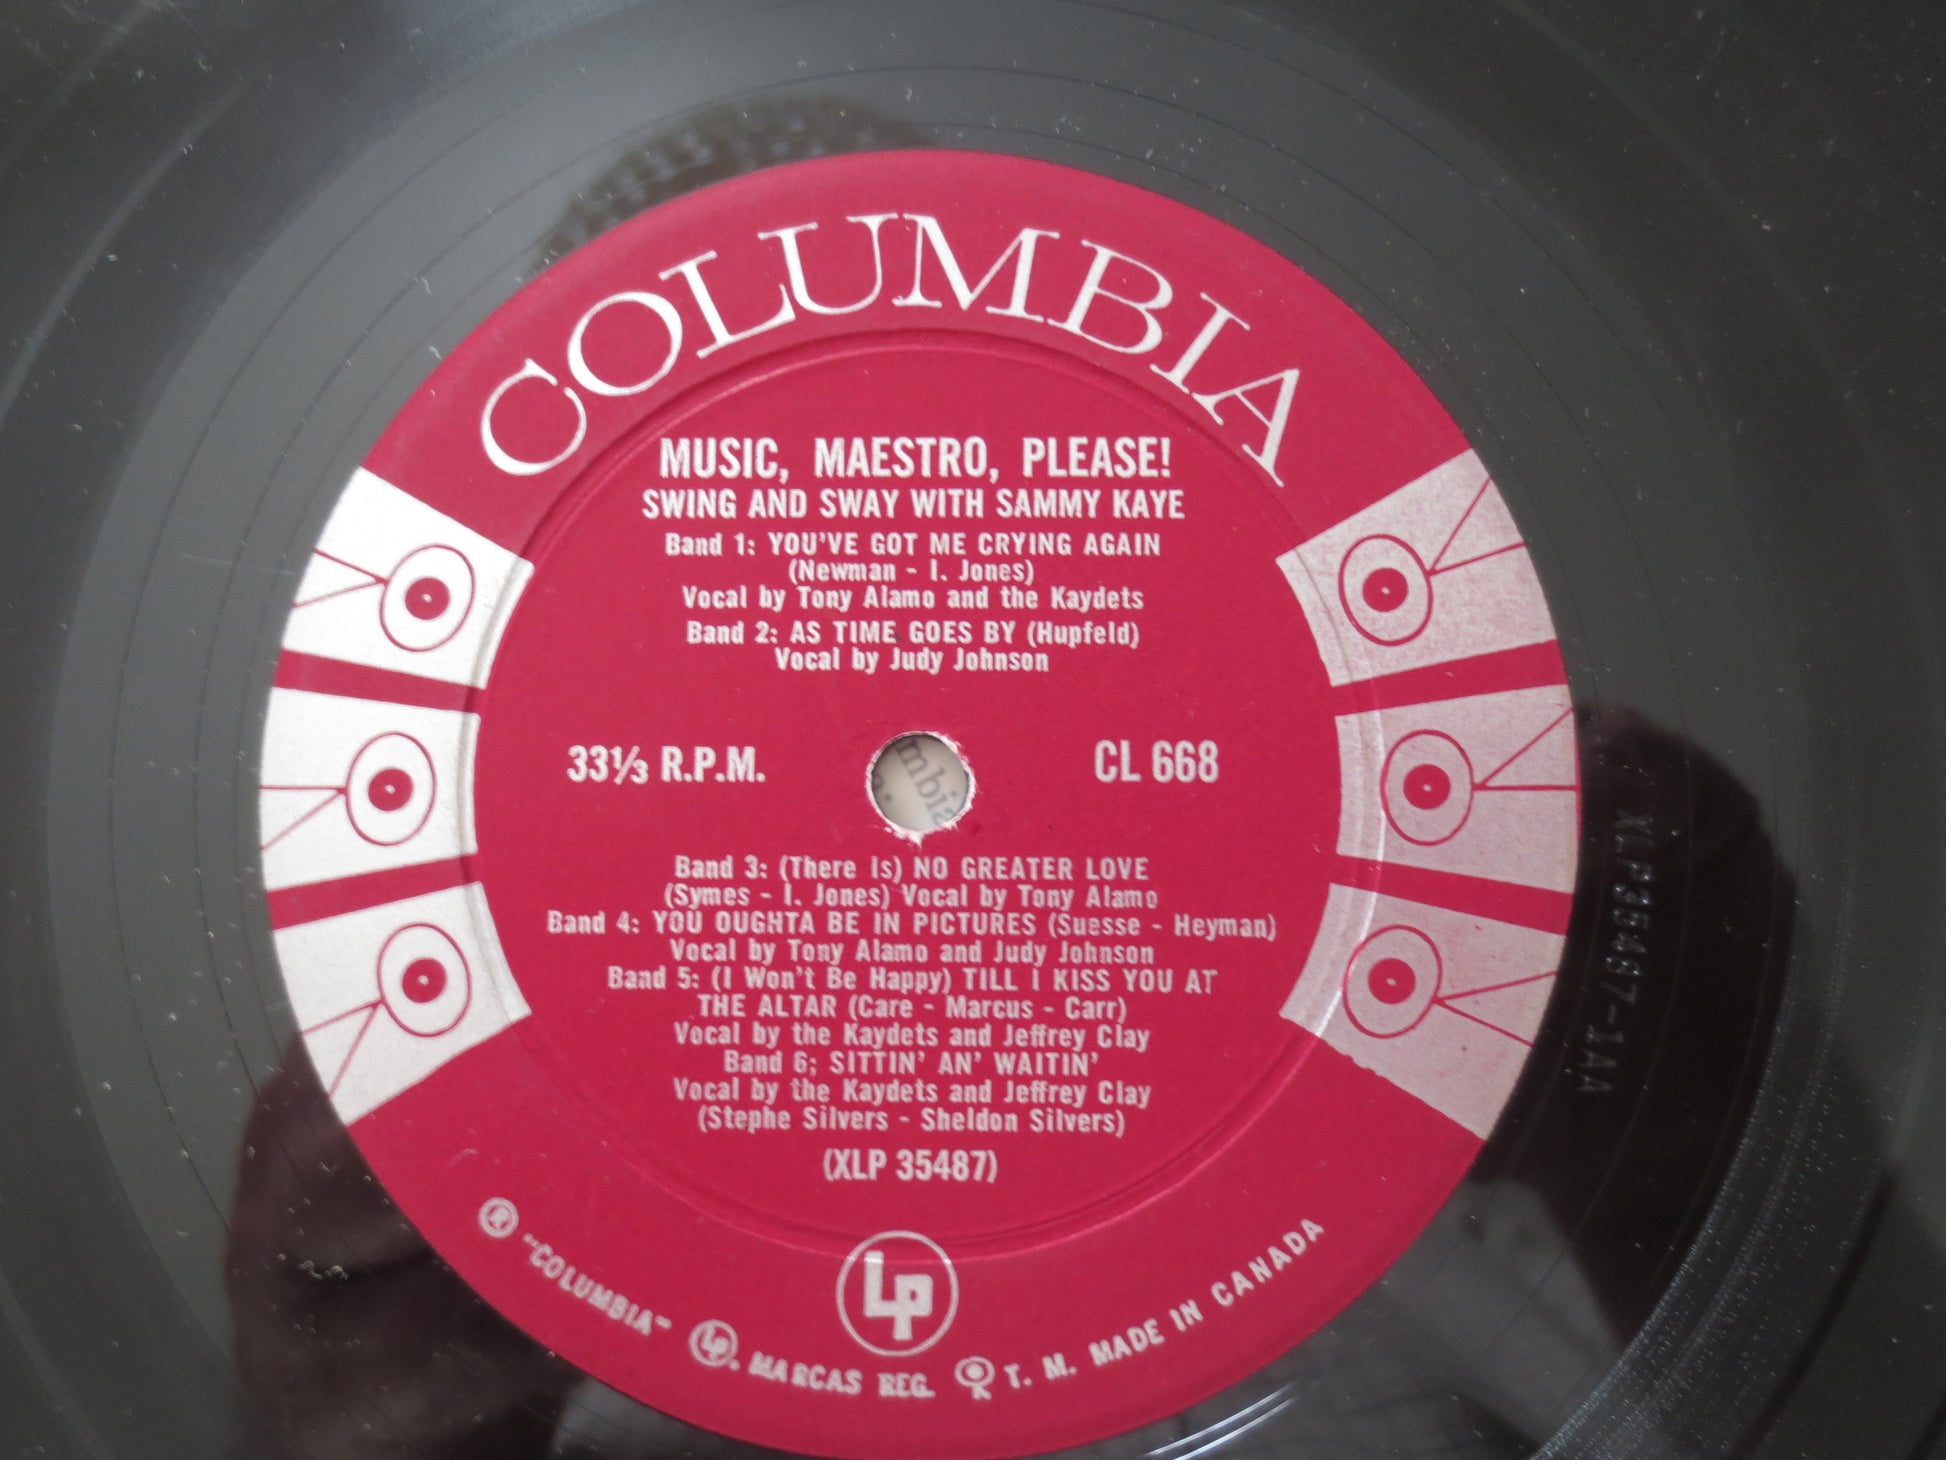 COLUMBIA
MUSIC, MAESTRO, PLEASE!
SWING AND SWAY WITH SAMMY KAYE
Band 1: YOU'VE GOT ME CRYING AGAIN
(Newman - I. Jones)
Vocal by Tony Alamo and the Kaydets
Band 2: AS TIME GOES BY (Hupfeld)
Vocal by Judy Johnson
33⅓ R.P.M.
CL 668
mbia
Band 3: (There Is) NO GREATER LOVE
(Symes - I. Jones) Vocal by Tony Alamo
Band 4: YOU OUGHTA BE IN PICTURES (Suesse - Heyman)
Vocal by Tony Alamo and Judy Johnson
Band 5: (I Won't Be Happy) TILL I KISS YOU AT
THE ALTAR (Care - Marcus - Carr)
Vocal by the Kaydets and Jeffrey Clay
Band 6; SITTIN' AN' WAITIN'
Vocal by the Kaydets and Jeffrey Clay
(Stephe Silvers - Sheldon Silvers)
(XLP 35487)
LP
® "COLUMBIA" LP. MARCAS REG. T. M. MADE IN CANADA
XLP35487-1AA